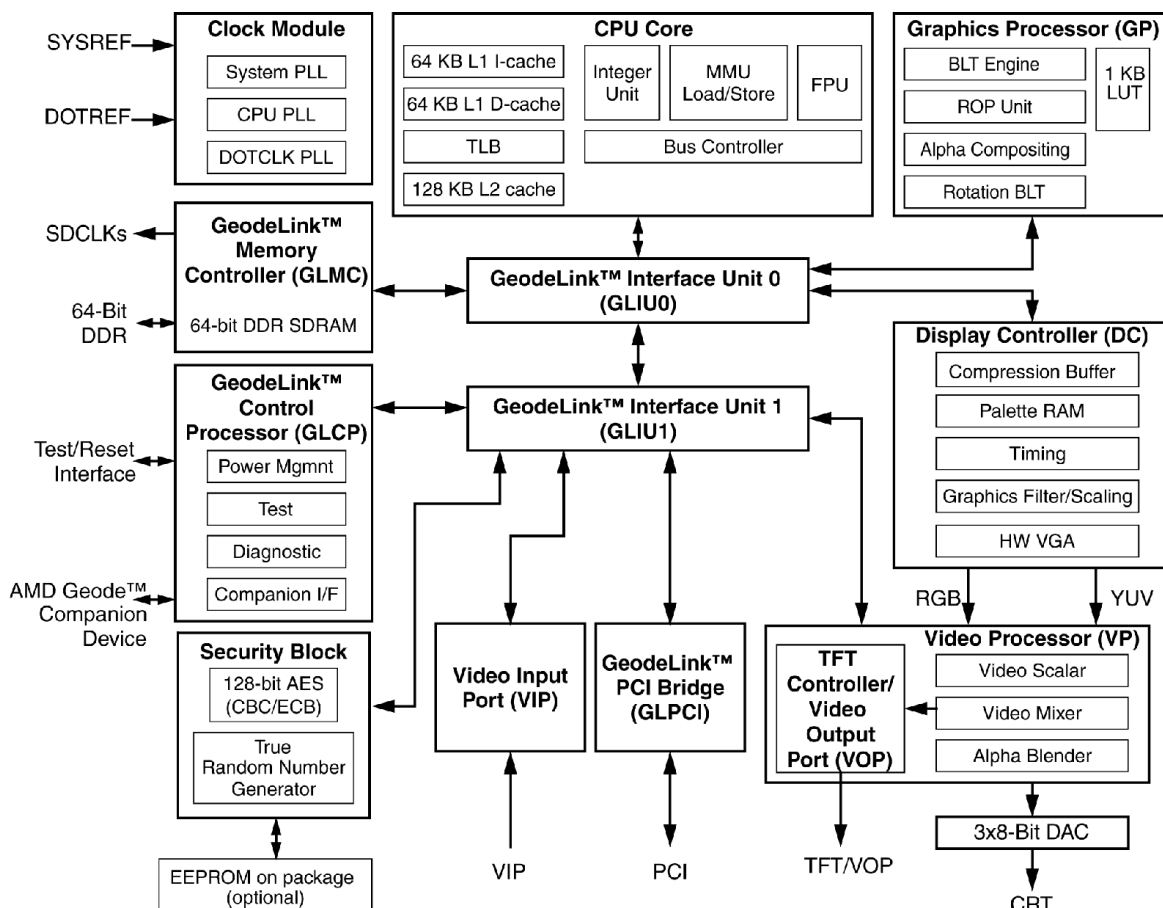 SYSREF
DOTREF
Clock Module
System PLL
CPU PLL
DOTCLK PLL
CPU Core
64 KB L1 I-cache
64 KB L1 D-cache
TLB
128 KB L2 cache
Integer
Unit
MMU
Load/Store
FPU
Bus Controller
Graphics Processor (GP)
BLT Engine
ROP Unit
Alpha Compositing
Rotation BLT
1 KB
LUT
SDCLKs
64-Bit
DDR
GeodeLink™
Memory
Controller (GLMC)
64-bit DDR SDRAM
GeodeLink™ Interface Unit 0
(GLIU0)
Display Controller (DC)
Compression Buffer
Palette RAM
Timing
Graphics Filter/Scaling
HW VGA
Test/Reset
Interface
AMD Geode™
Companion
Device
GeodeLink™
Control
Processor (GLCP)
Power Mgmnt
Test
Diagnostic
Companion I/F
GeodeLink™ Interface Unit 1
(GLIU1)
RGB
YUV
Security Block
128-bit AES
(CBC/ECB)
True
Random Number
Generator
Video Input
Port (VIP)
GeodeLink™
PCI Bridge
(GLPCI)
Video Processor (VP)
TFT
Controller/
Video
Output
Port (VOP)
Video Scalar
Video Mixer
Alpha Blender
3x8-Bit DAC
EEPROM on package
(optional)
VIP
PCI
TFT/VOP
CRT